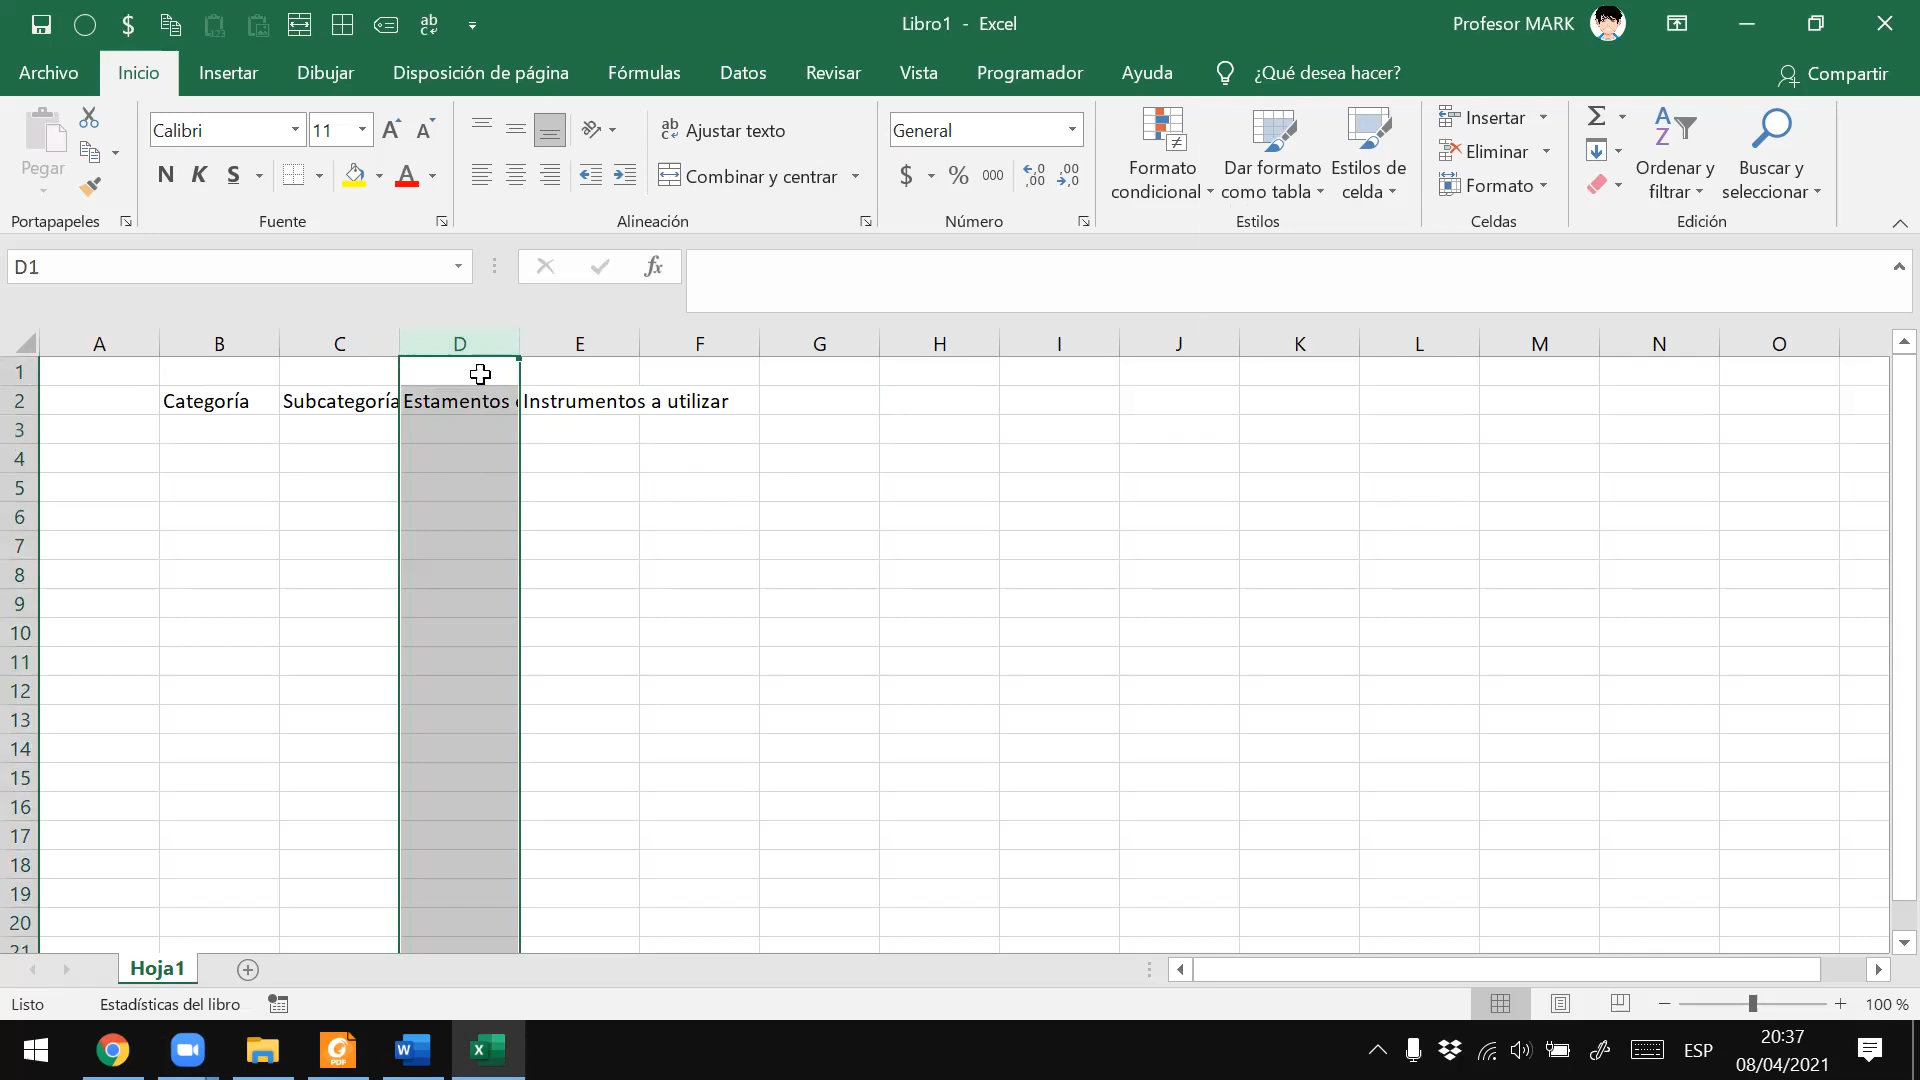 Libro1 - Excel
Profesor MARK
Archivo Inicio Insertar Dibujar Disposición de página Fórmulas Datos Revisar Vista Programador Ayuda ¿Qué desea hacer? Compartir
Pegar
Portapapeles
Calibri 11
N K S
Fuente
Ajustar texto
Combinar y centrar
Alineación
General
$ % 000
Número
Formato condicional
Dar formato como tabla
Estilos de celda
Estilos
Insertar
Eliminar
Formato
Celdas
Ordenar y filtrar
Buscar y seleccionar
Edición
D1
fx
A B C D E F G H I J K L M N O
1
2 Categoría Subcategoría Estamentos Instrumentos a utilizar
3
4
5
6
7
8
9
10
11
12
13
14
15
16
17
18
19
20
21
Hoja1
Listo Estadísticas del libro 100 %
ESP
20:37
08/04/2021